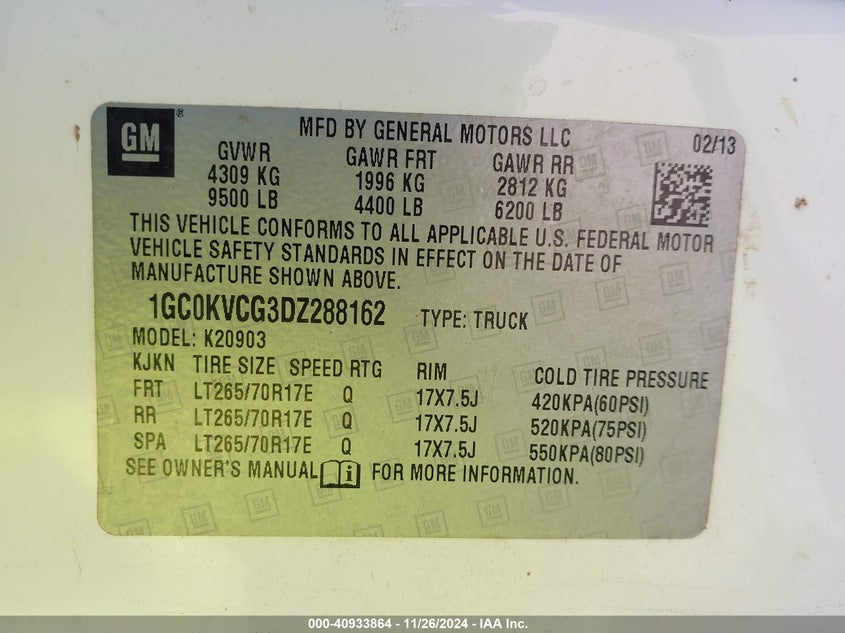 GM ®
MFD BY GENERAL MOTORS LLC 02/13
GVWR GAWR FRT GAWR RR
4309 KG 1996 KG 2812 KG
9500 LB 4400 LB 6200 LB
THIS VEHICLE CONFORMS TO ALL APPLICABLE U.S. FEDERAL MOTOR
VEHICLE SAFETY STANDARDS IN EFFECT ON THE DATE OF
MANUFACTURE SHOWN ABOVE.
1GC0KVCG3DZ288162 TYPE: TRUCK
MODEL: K20903
KJKN TIRE SIZE SPEED RTG RIM COLD TIRE PRESSURE
FRT LT265/70R17E Q 17X7.5J 420KPA(60PSI)
RR LT265/70R17E Q 17X7.5J 520KPA(75PSI)
SPA LT265/70R17E Q 17X7.5J 550KPA(80PSI)
SEE OWNER'S MANUAL FOR MORE INFORMATION.
000-40933864 - 11/26/2024 - IAA Inc.